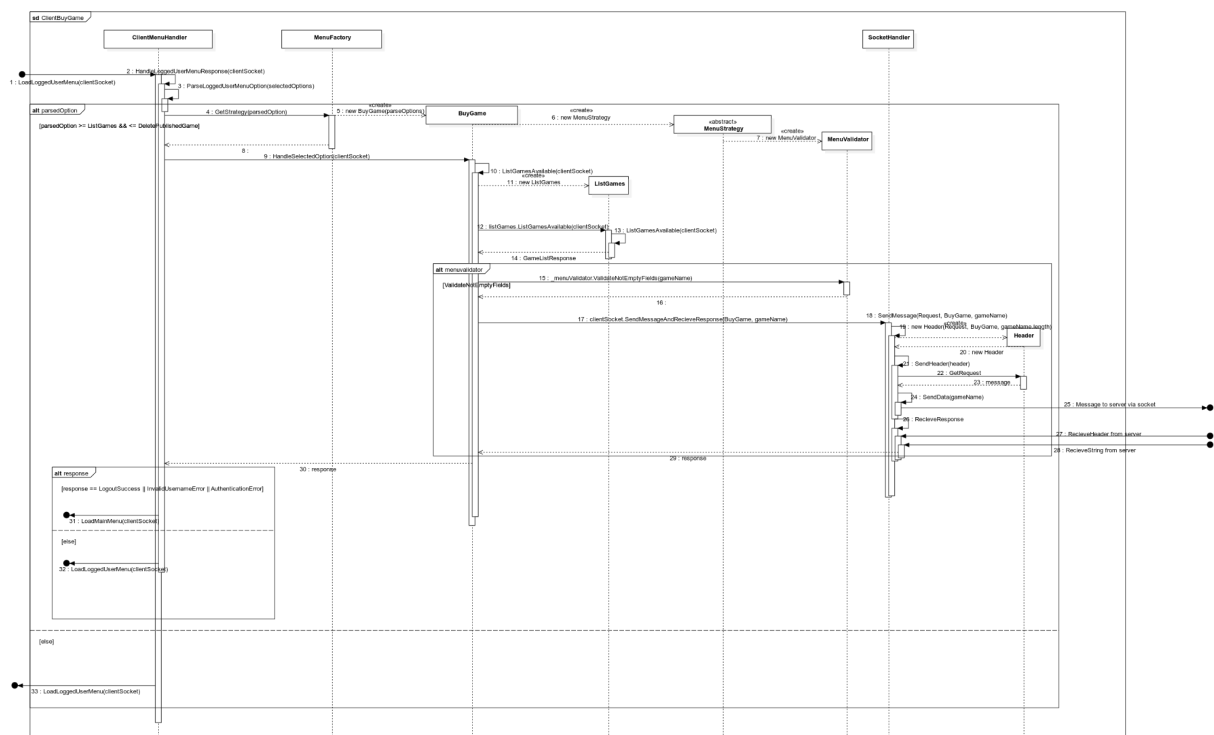 sd ClientBuyGame
ClientMenuHandler
MenuFactory
SocketHandler
1 : LoadLoggedUserMenu(clientSocket)
2 : HandleLoggedUserMenuResponse(clientSocket)
3 : ParseLoggedUserMenuOption(selectedOptions)
alt parsedOption
[parsedOption >= ListGames && <= DeletePublishedGame]
4 : GetStrategy(parsedOption)
«create»
5 : new BuyGame(parseOptions)
BuyGame
«create»
6 : new MenuStrategy
«abstract»
MenuStrategy
«create»
7 : new MenuValidator
MenuValidator
8 :
9 : HandleSelectedOption(clientSocket)
10 : ListGamesAvailable(clientSocket)
«create»
11 : new ListGames
ListGames
12 : listGames.ListGamesAvailable(clientSocket)
13 : ListGamesAvailable(clientSocket)
14 : GameListResponse
alt menuvalidator
[ValidateNotEmptyFields]
15 : _menuValidator.ValidateNotEmptyFields(gameName)
16 :
17 : clientSocket.SendMessageAndRecieveResponse(BuyGame, gameName)
18 : SendMessage(Request, BuyGame, gameName)
«create»
19 : new Header(Request, BuyGame, gameName.length)
Header
20 : new Header
21 : SendHeader(header)
22 : GetRequest
23 : message
24 : SendData(gameName)
25 : Message to server via socket
26 : RecieveResponse
27 : RecieveHeader from server
28 : RecieveString from server
29 : response
30 : response
alt response
[response == LogoutSuccess || InvalidUsernameError || AuthenticationError]
31 : LoadMainMenu(clientSocket)
[else]
32 : LoadLoggedUserMenu(clientSocket)
[else]
33 : LoadLoggedUserMenu(clientSocket)